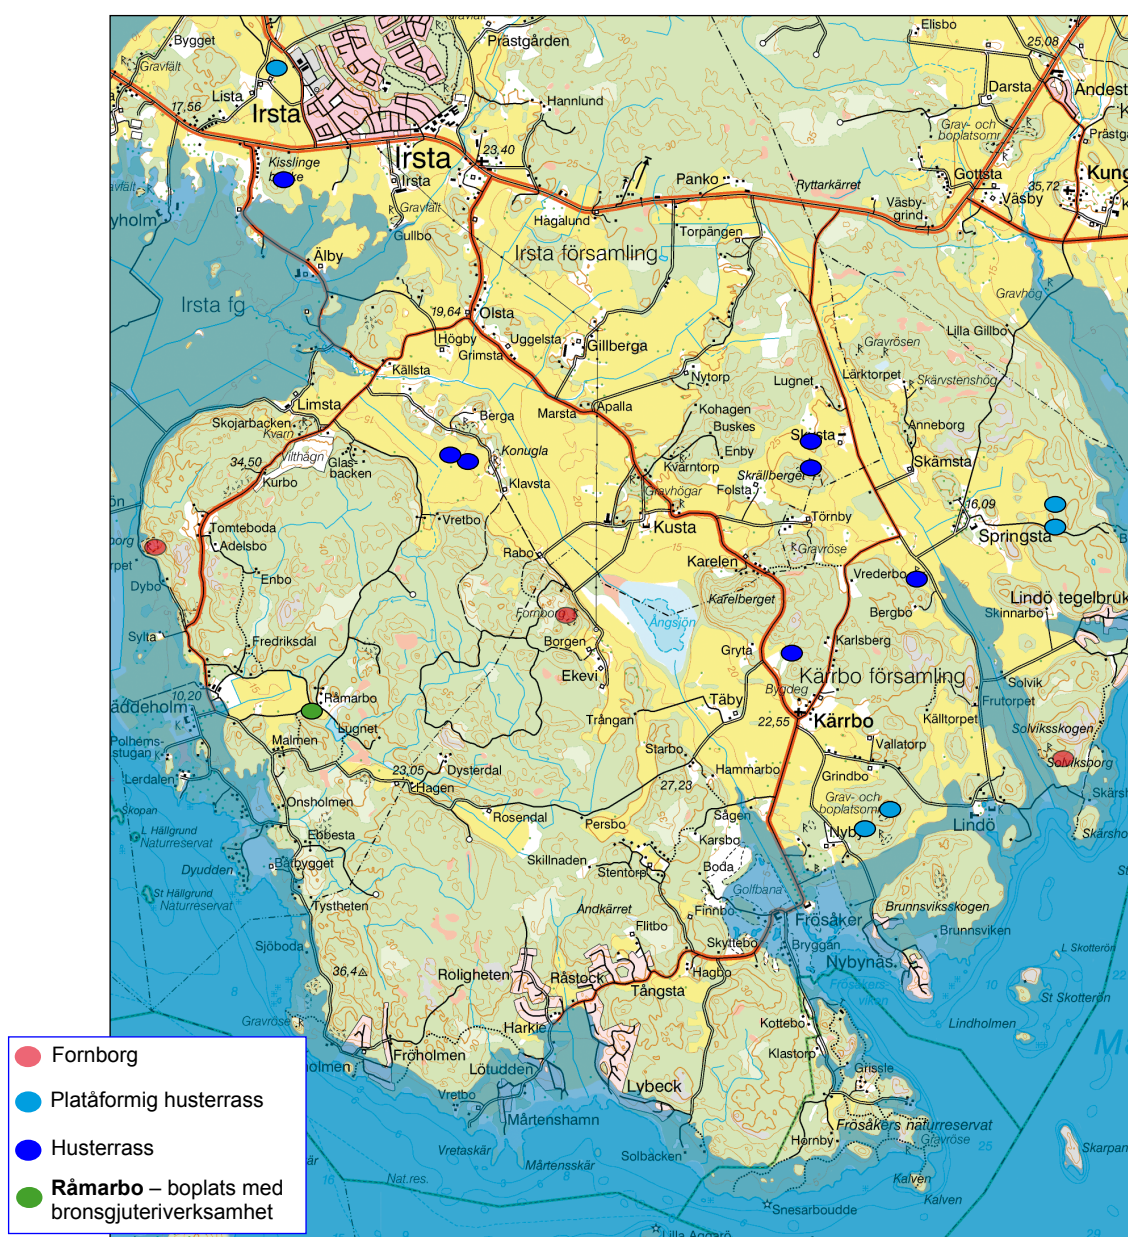 Elisbo
Gravfält
Bygget
Prästgården
25,08
Gravfält
Darsta
Lista
17,56
Irsta
Hannlund
Grav- och
boplatsomr
Irsta
23,40
Kisslinge
Panko
Gottsta
35,72
Irsta
Ryttarkärret
Väsby
Väsby-
grind
Gravfält
Hagalund
Gullbo
Torpängen
Irsta församling
Älby
Gravhög
Irsta fg
19,64
Olsta
Lilla Gillbo
Högby
Uggelsta
Gillberga
Gravrösen
Grimsta
Källsta
Nytorp
Lugnet
Lärktorpet
Skärvstenshög
Limsta
Marsta
Apalla
Kohagen
Skojarbacken
Berga
Buskes
Anneborg
Kvarn
Konugla
Enby
Vilthägn
Glas-
backen
34,50
Kvarntorp
Skämsta
Skrällberget
Kurbo
Klavsta
Gravhögar
Folsta
16,09
Tomteboda
Vretbo
Kusta
Törnby
Springsta
Adelsbo
Rabo
Karelen
Gravröse
Enbo
Vrederbo
Dybo
Karelberget
Lindö tegelbruk
Fornborg
Bergbo
Skinnarbo
Ängsjön
Sylta
Fredriksdal
Borgen
Karlsberg
Gryta
Ekevi
Kärrbo församling
Solvik
10,20
Råmarbo
Bygdeg
Täby
Frutorpet
Trångan
22,55
Kärrbo
Källtorpet
Lugnet
Solviksskogen
Polhems-
stugan
Malmen
Starbo
Vallatorp
Solviksborg
Lerdalen
23,05
Dysterdal
Hammarbo
Grindbo
Hagen
27,23
Grav- och
boplatsomr
Onsholmen
Skopan
Rosendal
Persbo
Sågen
Lindö
L Hällgrund
Naturreservat
Ebbesta
Karsbo
Skillnaden
Båtbygget
Boda
Dyudden
Stentorp
Golfbana
St Hällgrund
Naturreservat
Tystheten
Andkärret
Finnbo
Brunnsviksskogen
Flitbo
Frösåker
Brunnsviken
Sjöboda
Skyttebo
Bryggan
L Skotterön
Roligheten
Råstock
Hagbo
Nybynäs
36,4
Tångsta
Frösåkers-
viken
St Skotterön
Gravröse
Harkie
Kottebo
Lindholmen
Fröholmen
Klastorp
Lötudden
Grissle
Vretbo
Lybeck
Mårtenshamn
Frösåkers naturreservat
Hornby
Gravröse
25
Vretaskär
Solbacken
Mårtensskär
Nat.res.
Kalven
Kalven
Snesarboudde
Lilla Aggarö
Fornborg
Platåformig husterrass
Husterrass
Råmarbo – boplats med
bronsgjuteriverksamhet